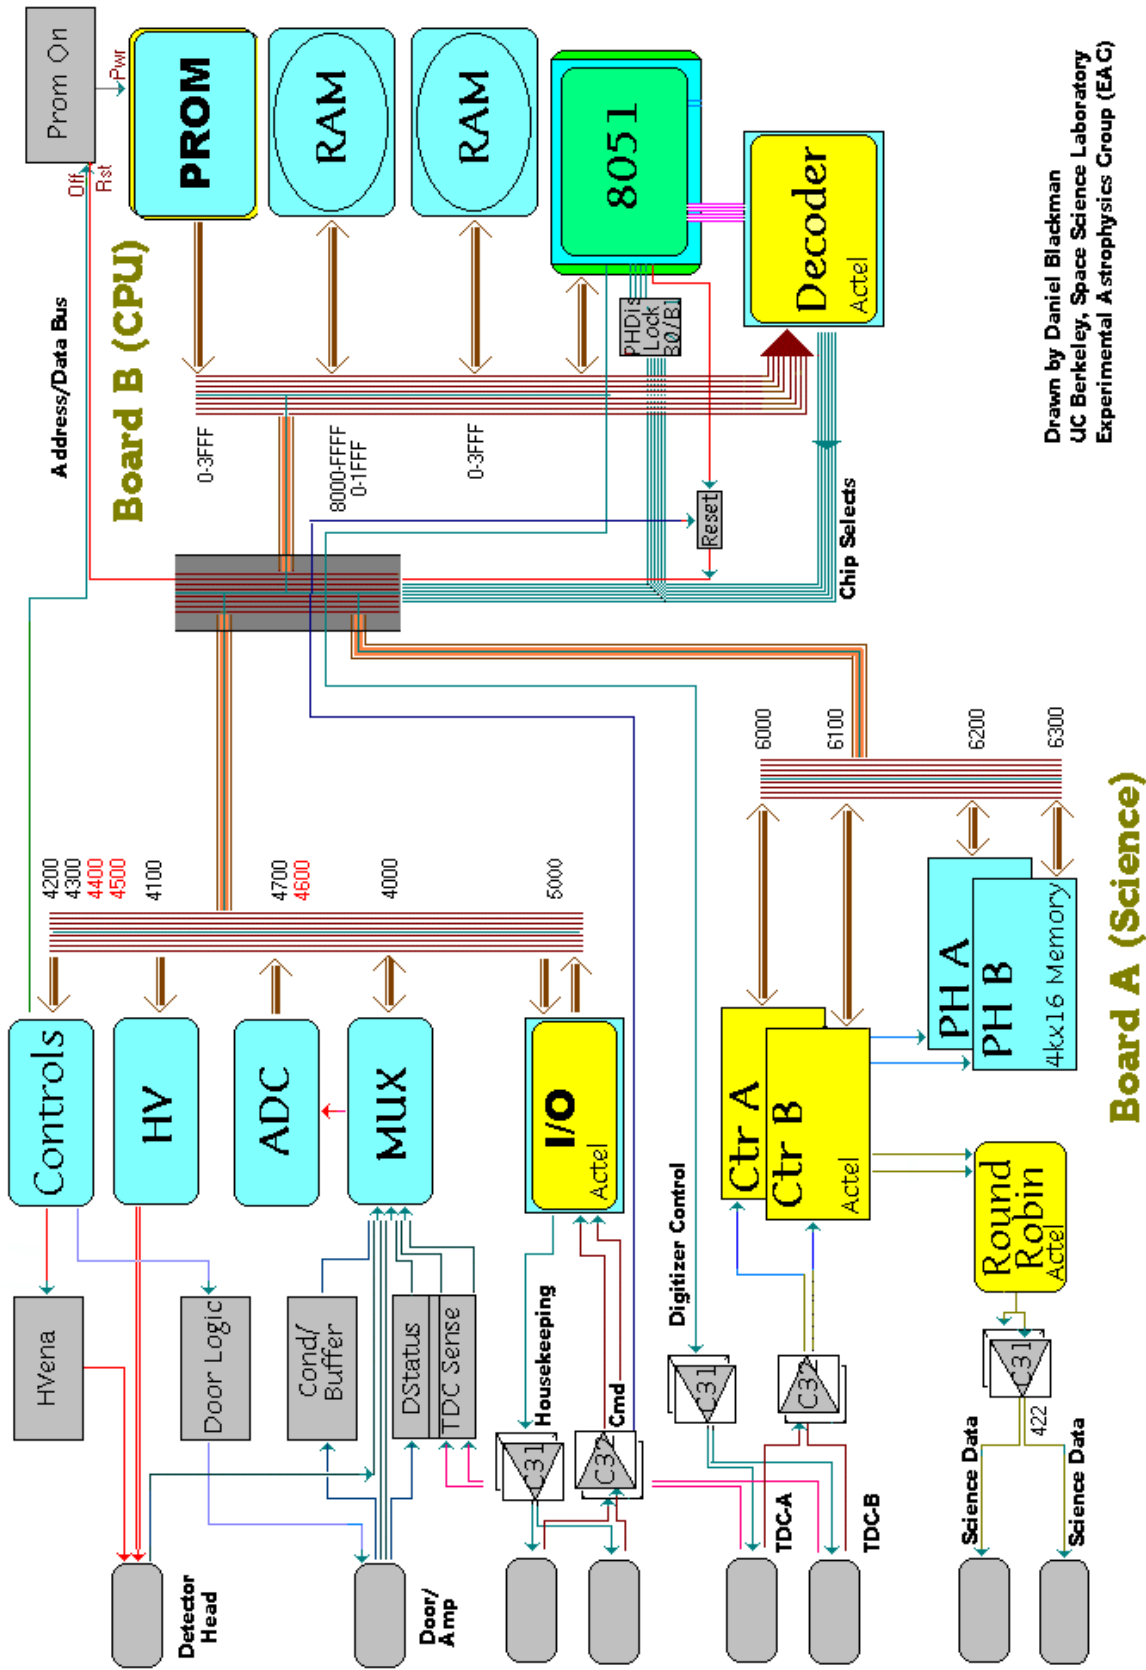 Detector
Head
Door/
Amp
TDC-A
TDC-B
Science Data
Science Data
HVena
Door Logic
Cond/
Buffer
DStatus
TDC Sense
C31
Housekeeping
C32
Cmd
Digitizer Control
C31
C32
C31
422
Controls
HV
ADC
MUX
I/O
Actel
Ctr A
Ctr B
Actel
Round
Robin
Actel
PH A
PH B
4kx16 Memory
4200
4300
4400
4500
4100
4700
4600
4000
5000
6000
6100
6200
6300
Board A (Science)
Address/Data Bus
Board B (CPU)
0-3FFF
8000-FFFF
0-1FFF
0-3FFF
Reset
Chip Selects
Prom On
Off
Rst
Pwr
PROM
RAM
RAM
8051
PHDis
Lock
B0/B1
Decoder
Actel
Drawn by Daniel Blackman
UC Berkeley, Space Science Laboratory
Experimental Astrophysics Group (EAG)